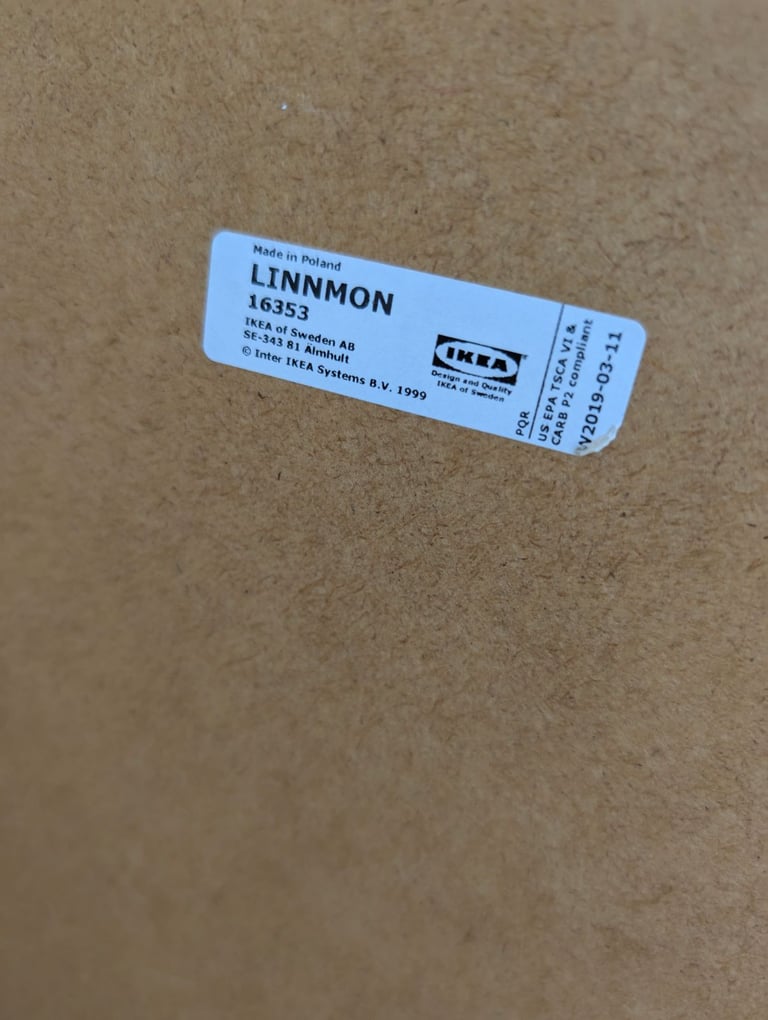 Made in Poland
LINNMON
16353
IKEA of Sweden AB
SE-343 81 Älmhult
© Inter IKEA Systems B.V. 1999
IKEA
Design and Quality
IKEA of Sweden
PQR
US EPA TSCA VI &
CARB P2 compliant
W2019-03-11